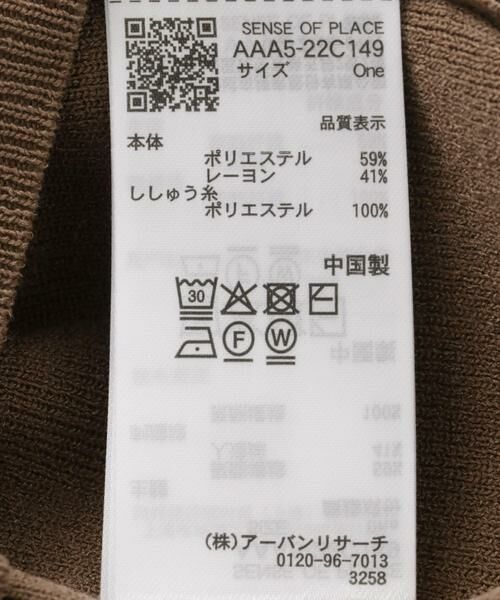 SENSE OF PLACE
AAA5-22C149
サイズ One
品質表示
本体
ポリエステル 59%
レーヨン 41%
ししゅう糸
ポリエステル 100%
中国製
30
F W
(株)アーバンリサーチ
0120-96-7013
3258